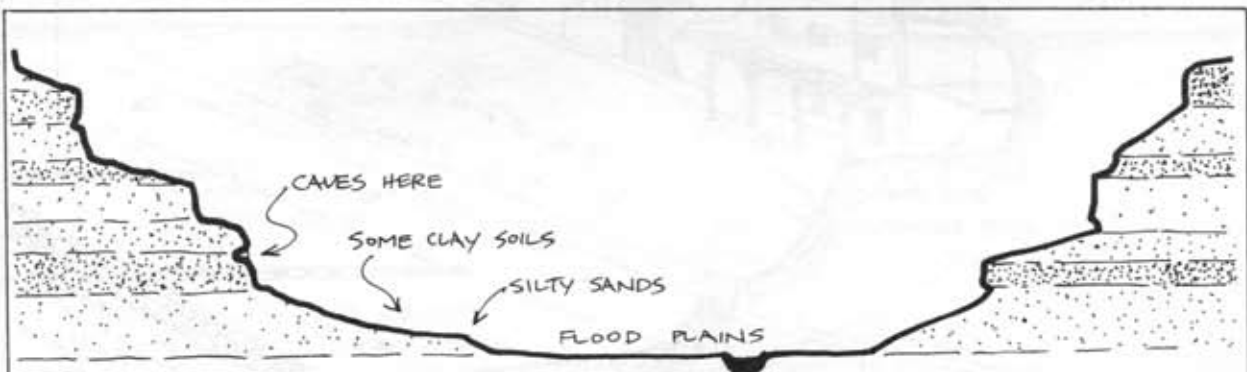 CAVES HERE
SOME CLAY SOILS
SILTY SANDS
FLOOD PLAINS